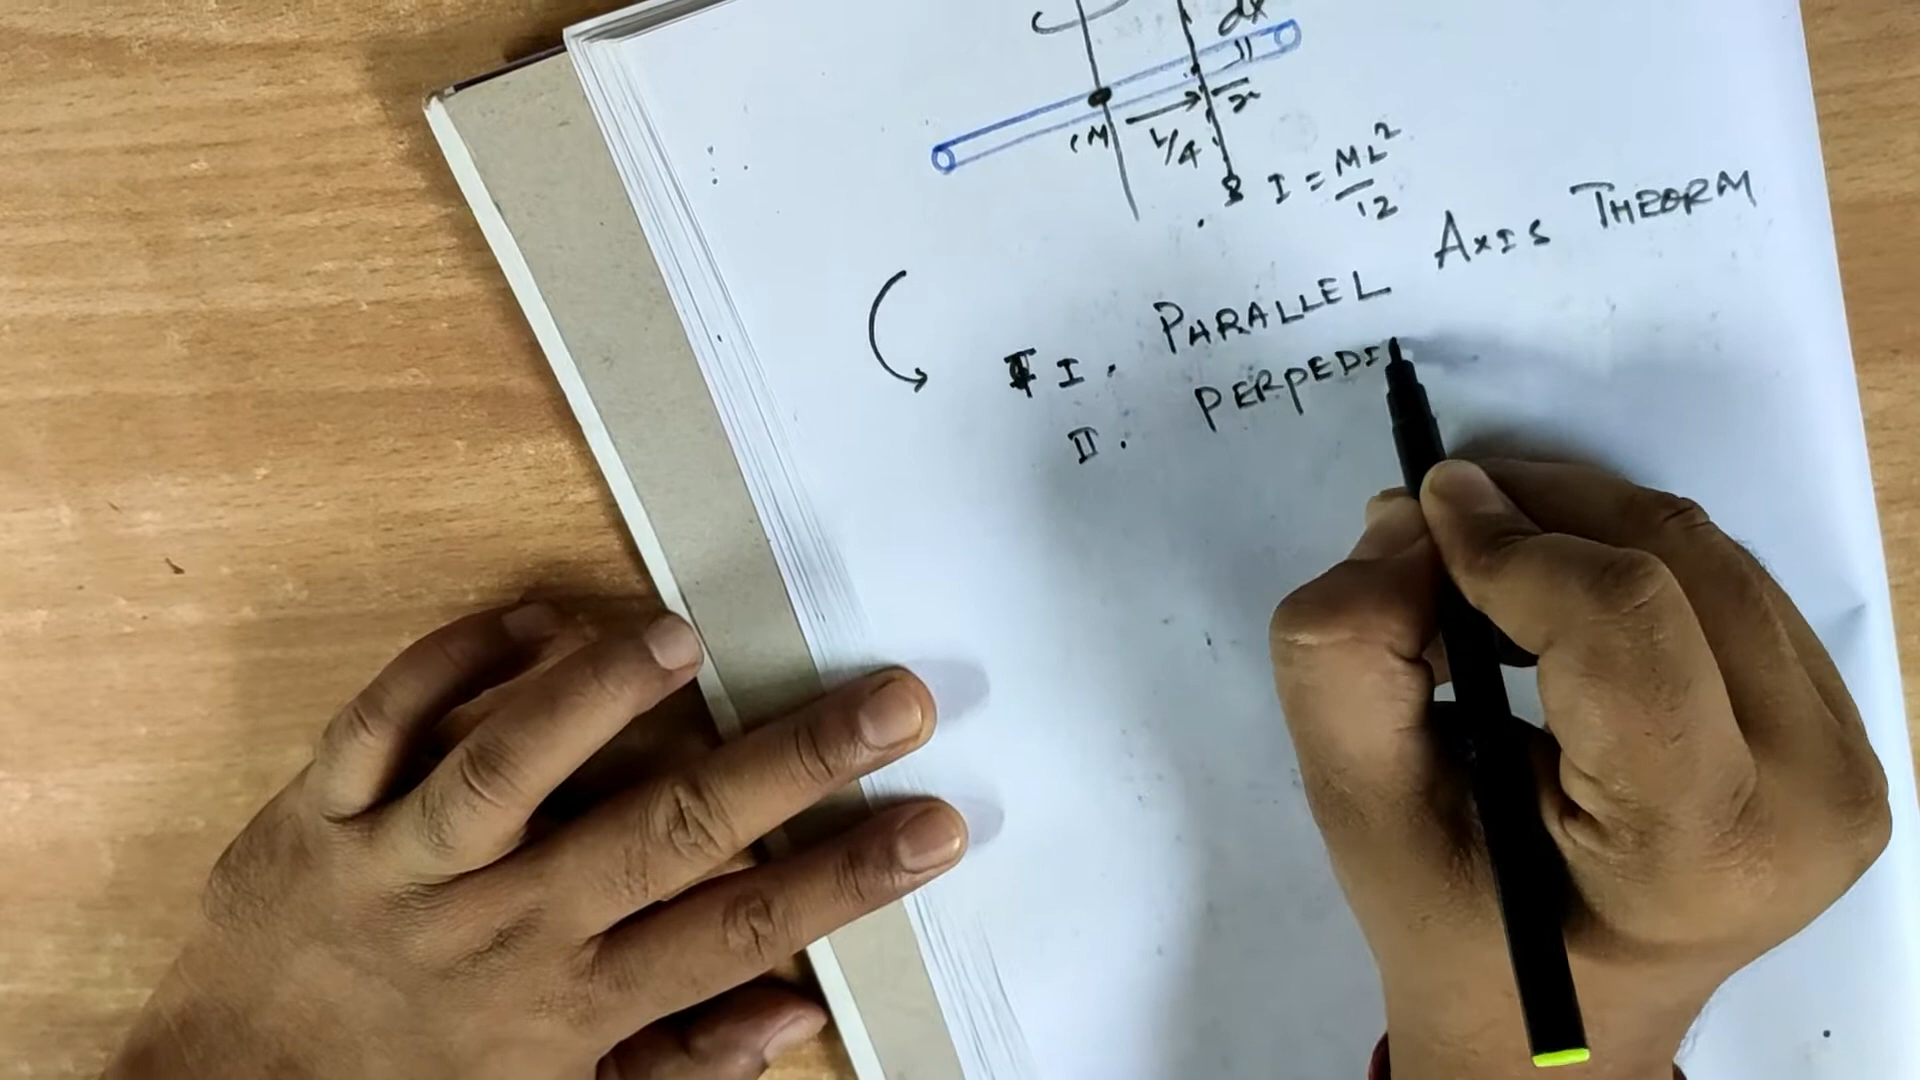 dx
x
CM
L/4
B
I = ML²/12
I. PARALLEL AXIS THEORM
II. PERPEDI